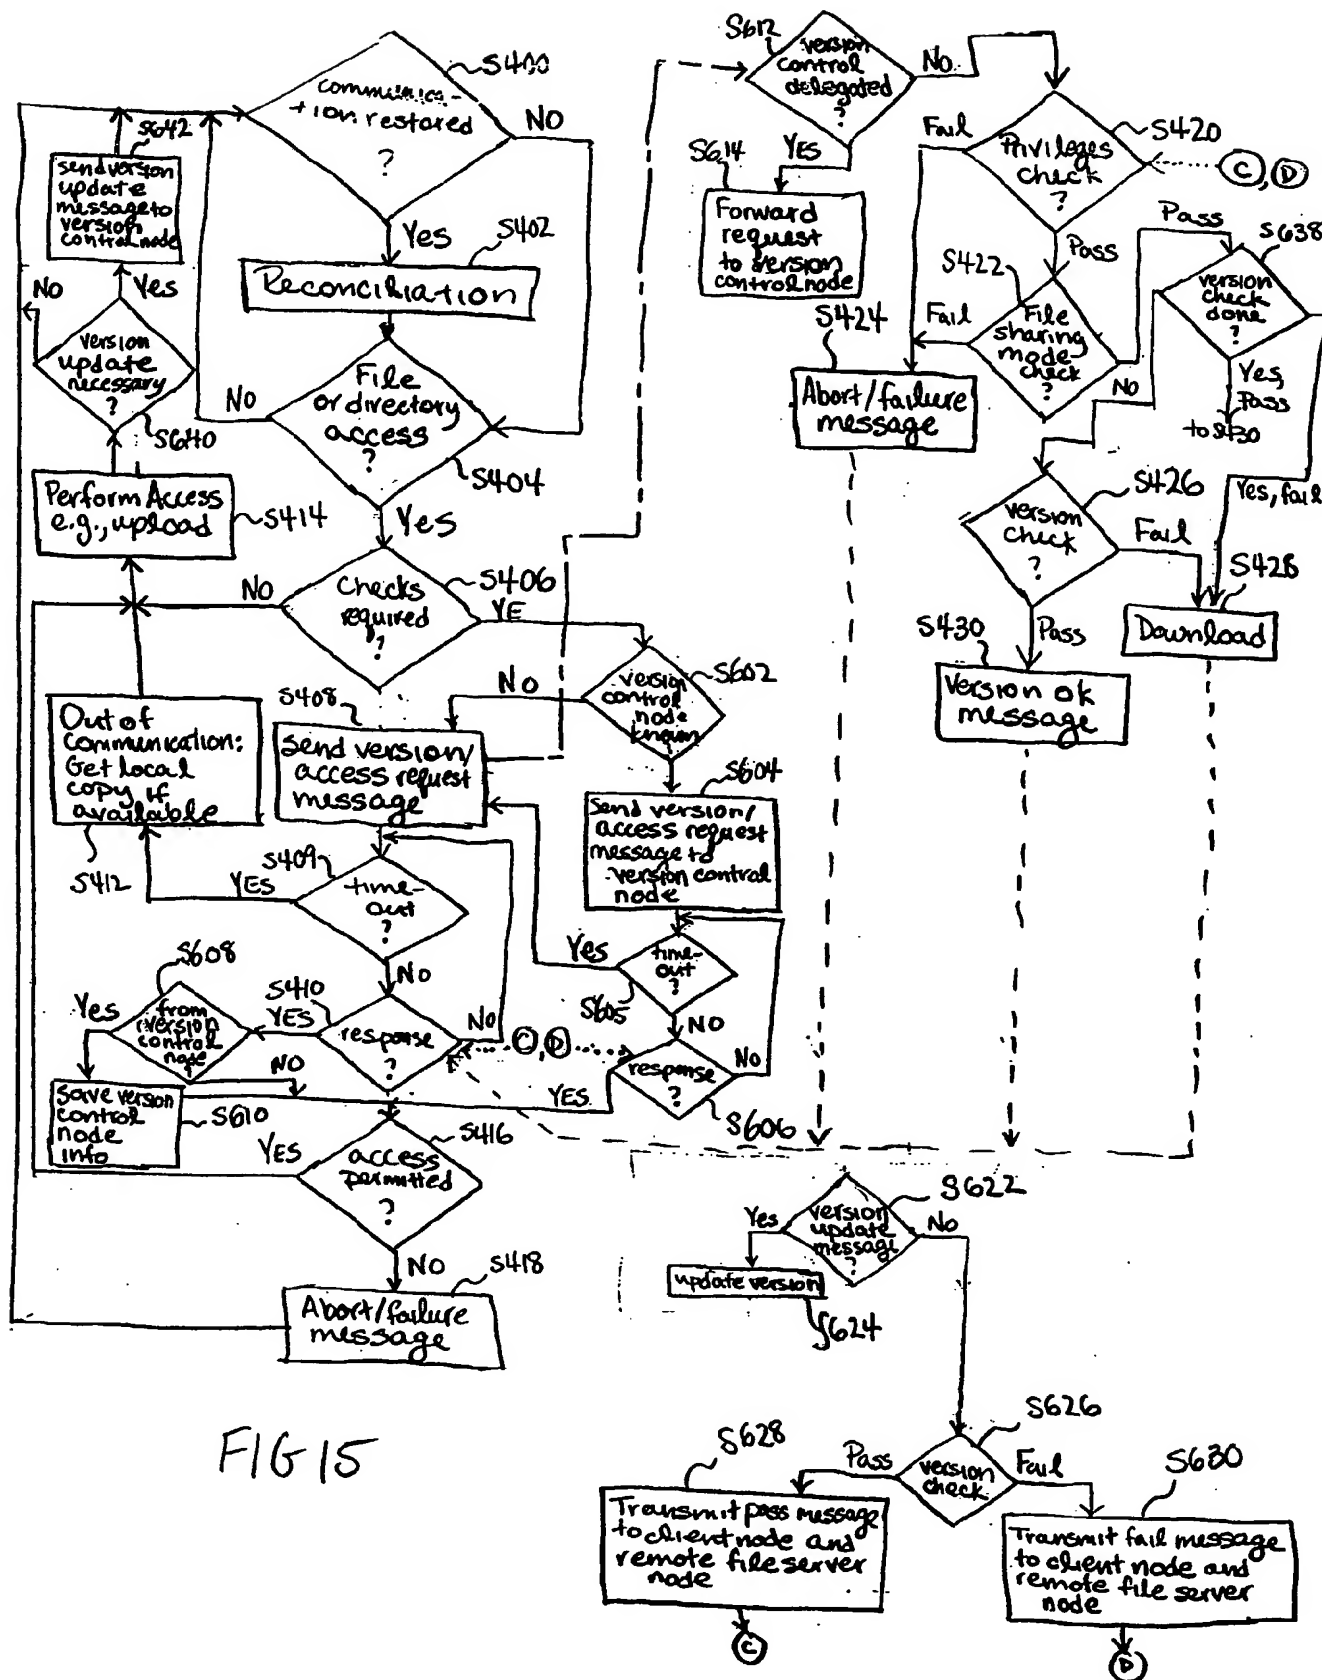 S400
communica-
tion restored
?
NO
Yes
S402
Reconciliation
S642
send version
update
message to
version
control node
NO
Yes
version
update
necessary
?
S640
NO
File
or directory
access
?
S404
Yes
Perform Access
e.g., upload
S414
NO
Checks
required
?
S406
YE
Out of
communication:
Get local
copy if
available
S412
S408
Send version/
access request
message
NO
version
control
node
known
S602
S604
Send version/
access request
message to
version control
node
S409
YES
time-
out
?
NO
Yes
time-
out
?
S605
NO
S608
Yes
from
version
control
node
NO
S410
YES
response
?
NO
C, D
response
?
NO
YES
S606
Save version
control
node
info
S610
YES
S416
access
permitted
?
NO
S418
Abort/failure
message
FIG 15
S612
version
control
delegated
?
No
YES
S614
Forward
request
to version
control node
Fail
Privileges
check
?
S420
C, D
Pass
S422
Fail
File
sharing
mode
check
?
Pass
S638
version
check
done
?
No
Yes,
Pass
to S430
Yes, fail
S424
Abort/failure
message
S426
version
check
?
Fail
Pass
S428
Download
S430
Version ok
message
S622
Yes
version
update
message
?
No
update version
S624
S626
Pass
version
check
Fail
S628
Transmit pass message
to client node and
remote file server
node
C
S630
Transmit fail message
to client node and
remote file server
node
D